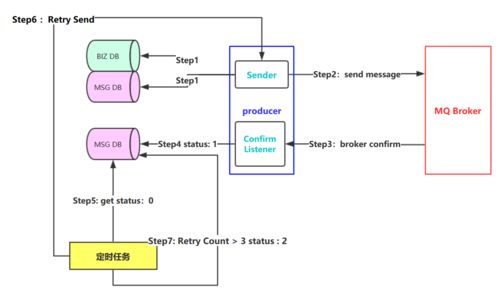 Step6： Retry Send
BIZ DB
Step1
MSG DB
Step1
Sender
Step2：send message
producer
MQ Broker
MSG DB
Step4 status: 1
Confirm
Listener
Step3：broker confirm
Step5: get status：0
Step7: Retry Count > 3 status : 2
定时任务